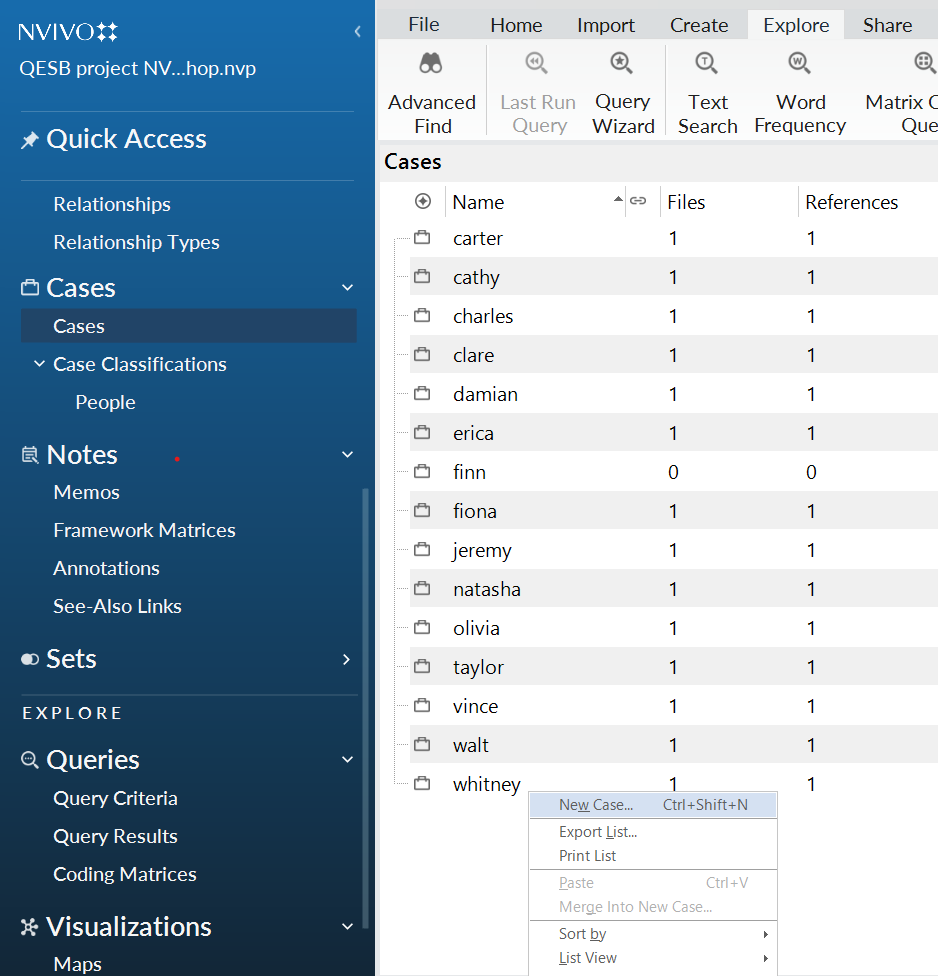 NVIVO
QESB project NV...hop.nvp
Quick Access
Relationships
Relationship Types
Cases
Cases
Case Classifications
People
Notes
Memos
Framework Matrices
Annotations
See-Also Links
Sets
EXPLORE
Queries
Query Criteria
Query Results
Coding Matrices
Visualizations
Maps
File Home Import Create Explore Share
Advanced Find
Last Run Query
Query Wizard
Text Search
Word Frequency
Matrix C
Que
Cases
Name Files References
carter 1 1
cathy 1 1
charles 1 1
clare 1 1
damian 1 1
erica 1 1
finn 0 0
fiona 1 1
jeremy 1 1
natasha 1 1
olivia 1 1
taylor 1 1
vince 1 1
walt 1 1
whitney 1 1
New Case... Ctrl+Shift+N
Export List...
Print List
Paste Ctrl+V
Merge Into New Case...
Sort by
List View